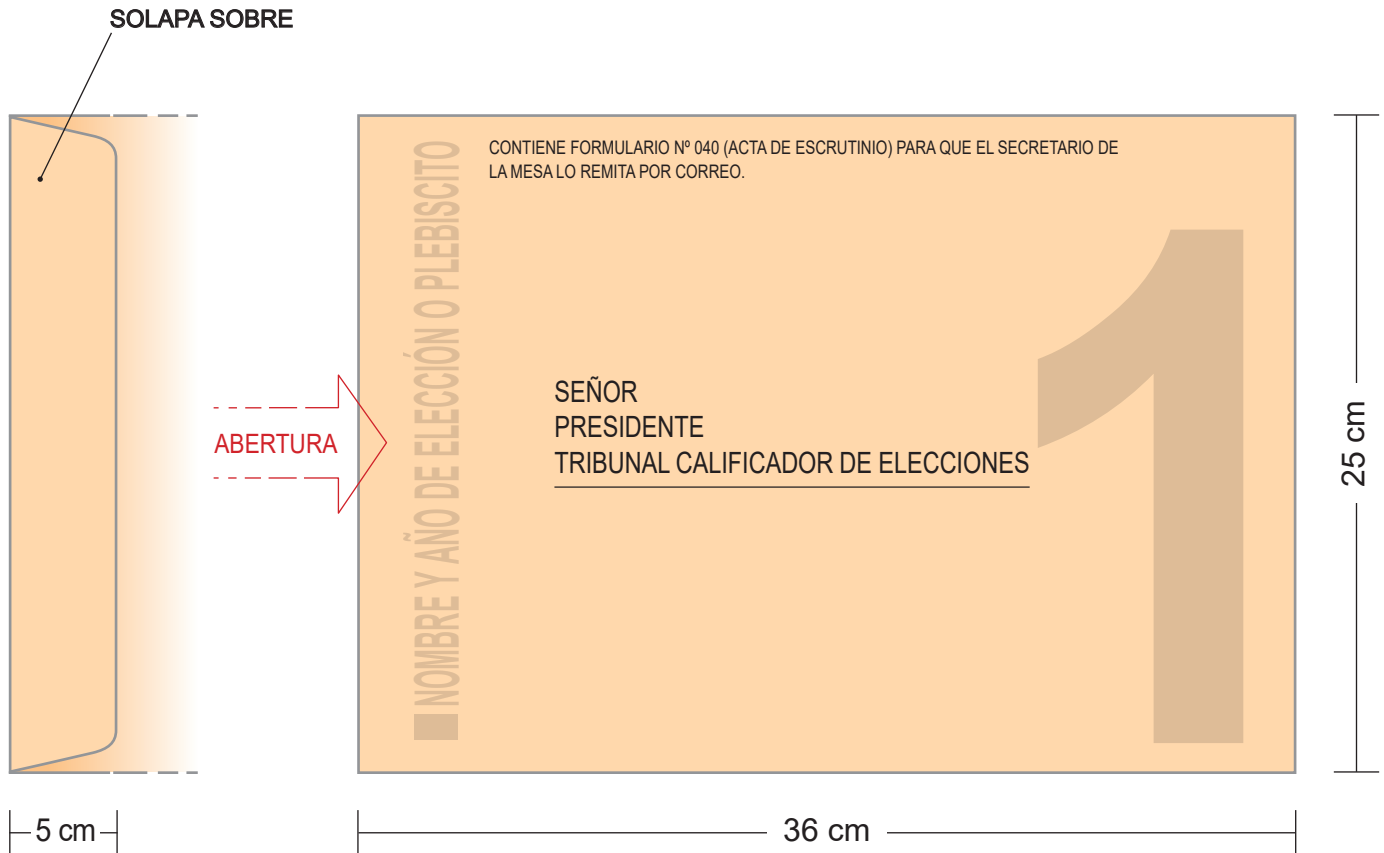 SOLAPA SOBRE
CONTIENE FORMULARIO Nº 040 (ACTA DE ESCRUTINIO) PARA QUE EL SECRETARIO DE
LA MESA LO REMITA POR CORREO.
NOMBRE Y AÑO DE ELECCIÓN O PLEBISCITO
1
ABERTURA
SEÑOR
PRESIDENTE
TRIBUNAL CALIFICADOR DE ELECCIONES
25 cm
5 cm
36 cm